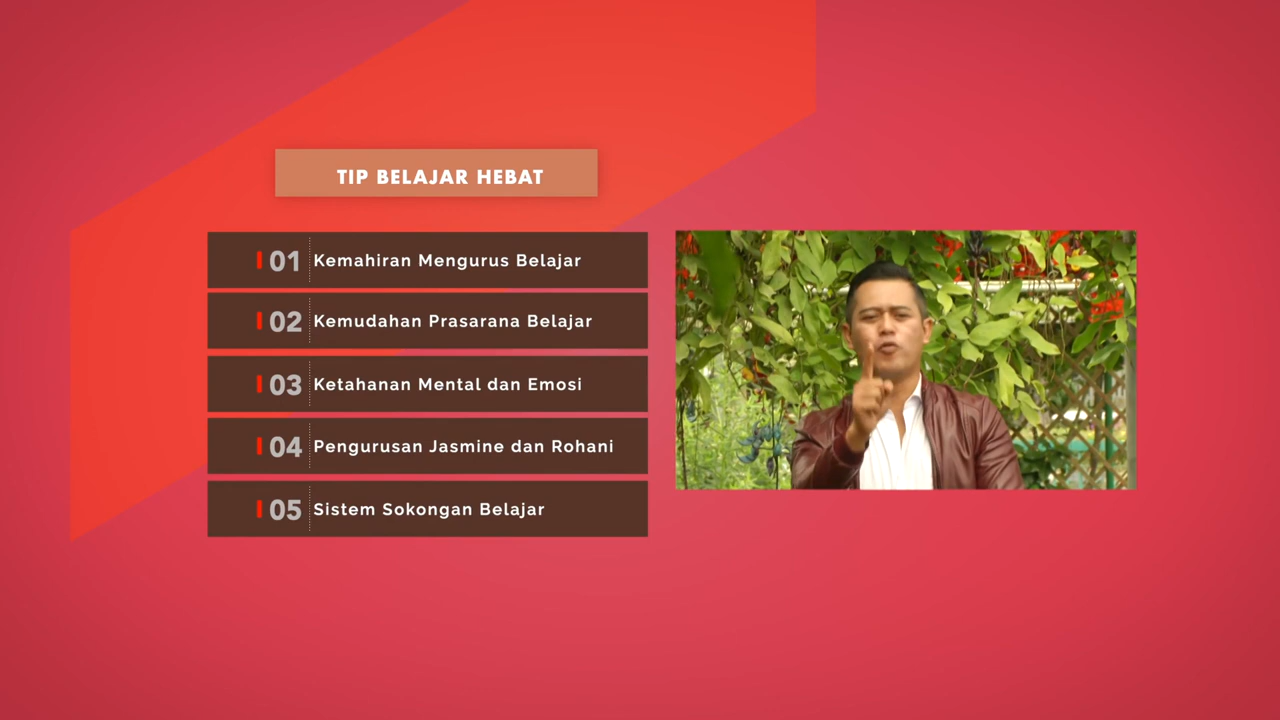 TIP BELAJAR HEBAT
01 Kemahiran Mengurus Belajar
02 Kemudahan Prasarana Belajar
03 Ketahanan Mental dan Emosi
04 Pengurusan Jasmine dan Rohani
05 Sistem Sokongan Belajar